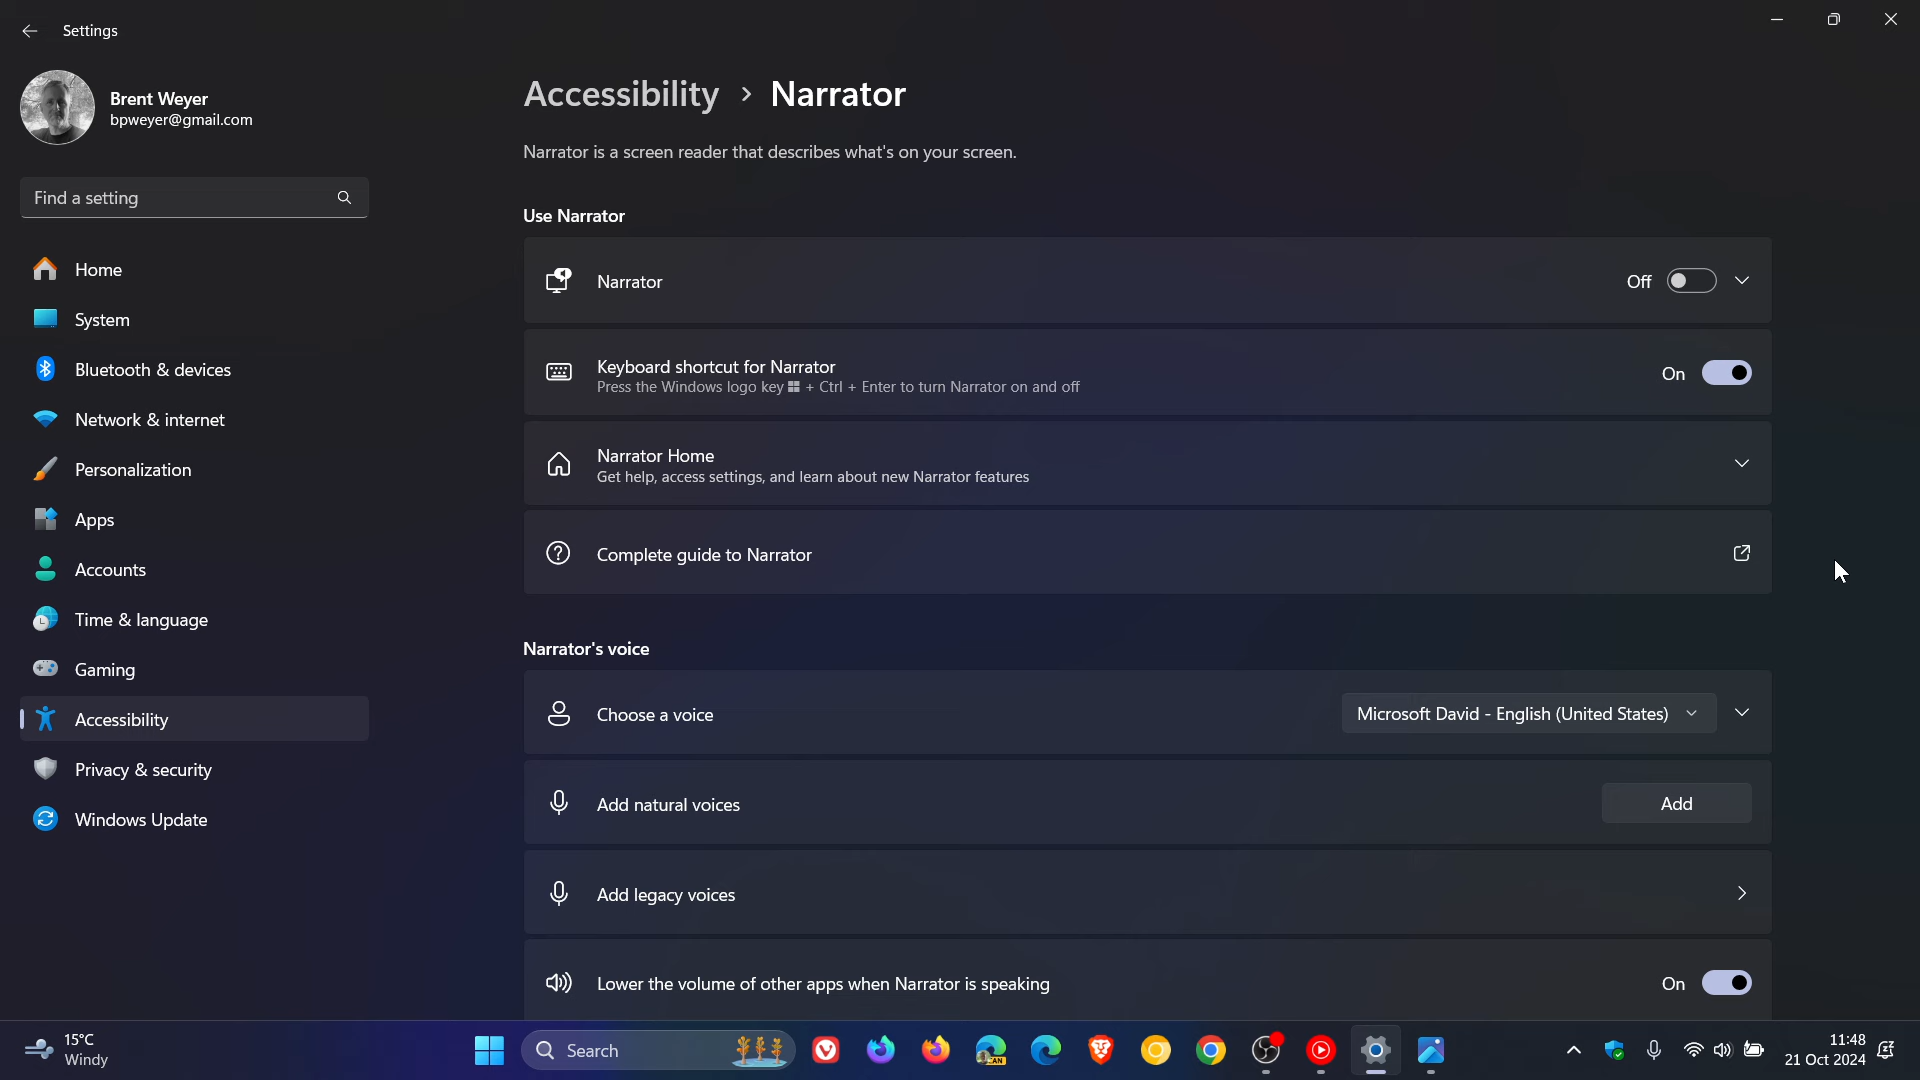 Settings
Brent Weyer
bpweyer@gmail.com
Find a setting
Home
System
Bluetooth & devices
Network & internet
Personalization
Apps
Accounts
Time & language
Gaming
Accessibility
Privacy & security
Windows Update
Accessibility > Narrator
Narrator is a screen reader that describes what's on your screen.
Use Narrator
Narrator
Off
Keyboard shortcut for Narrator
Press the Windows logo key + Ctrl + Enter to turn Narrator on and off
On
Narrator Home
Get help, access settings, and learn about new Narrator features
Complete guide to Narrator
Narrator's voice
Choose a voice
Microsoft David - English (United States)
Add natural voices
Add
Add legacy voices
Lower the volume of other apps when Narrator is speaking
On
15°C
Windy
Search
CAN
11:48
21 Oct 2024